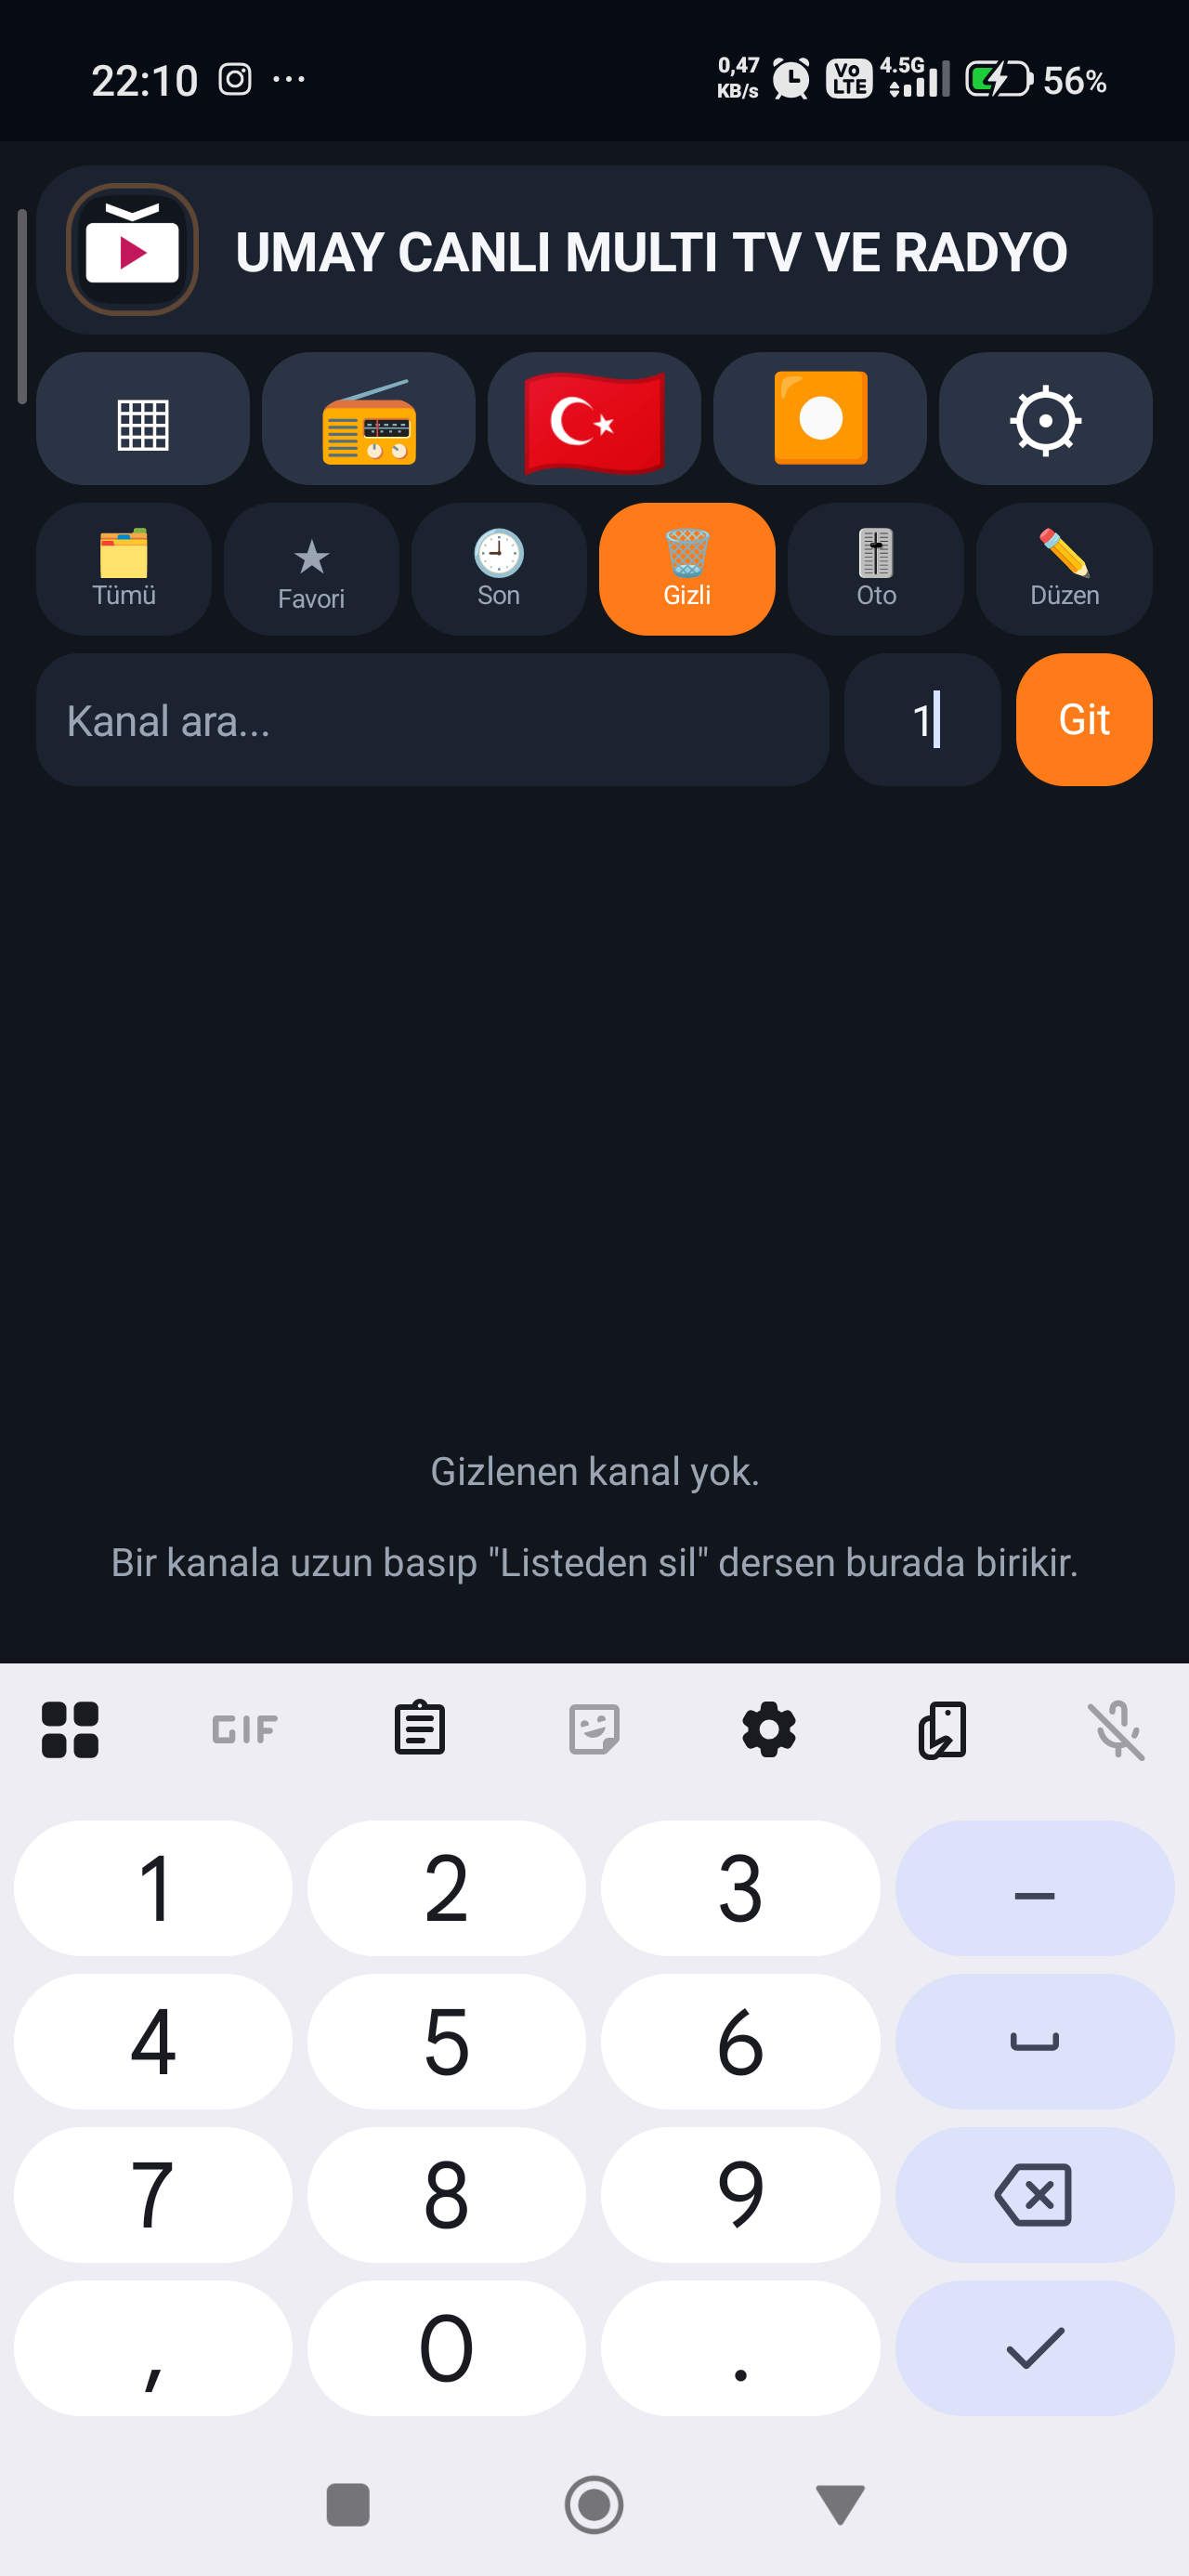 22:10
0,47
KB/s
Vo
LTE
4.5G
56%
UMAY CANLI MULTI TV VE RADYO
Tümü
Favori
Son
Gizli
Oto
Düzen
Kanal ara...
1
Git
Gizlenen kanal yok.
Bir kanala uzun basıp "Listeden sil" dersen burada birikir.
GIF
1 2 3 –
4 5 6
7 8 9
, 0 .